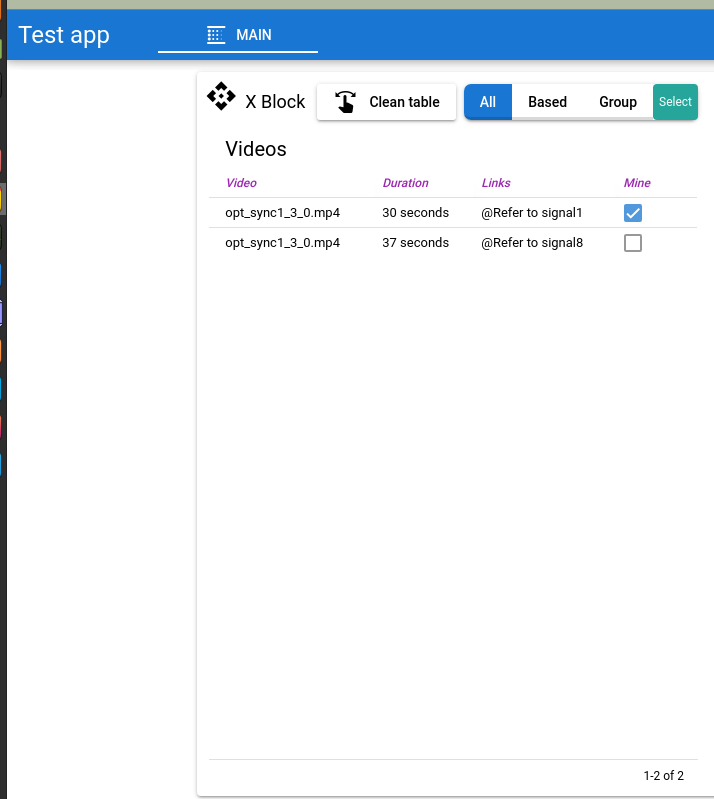 Test app MAIN
X Block Clean table All Based Group Select
Videos
Video Duration Links Mine
opt_sync1_3_0.mp4 30 seconds @Refer to signal1
opt_sync1_3_0.mp4 37 seconds @Refer to signal8
1-2 of 2